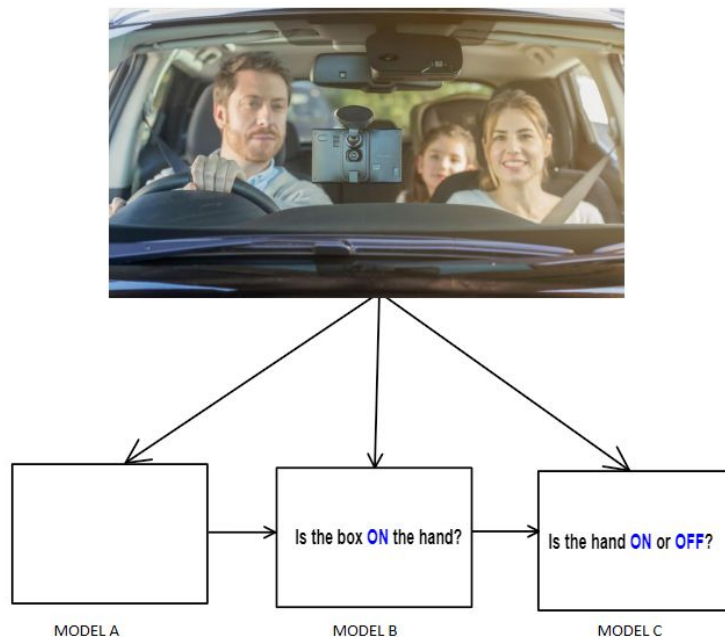 Is the box ON the hand?
Is the hand ON or OFF?
MODEL A
MODEL B
MODEL C